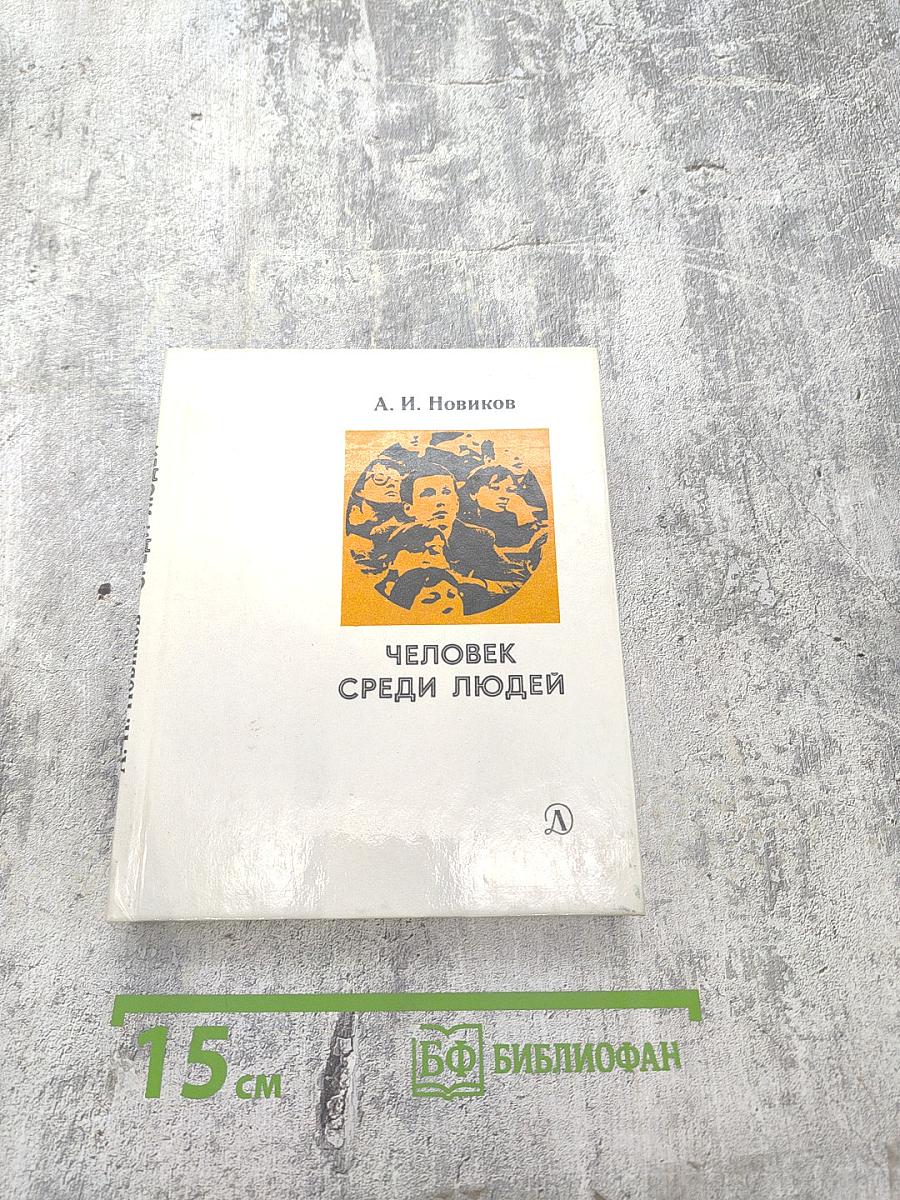 А. И. Новиков
ЧЕЛОВЕК
СРЕДИ ЛЮДЕЙ
15 см
БФ БИБЛИОФАН